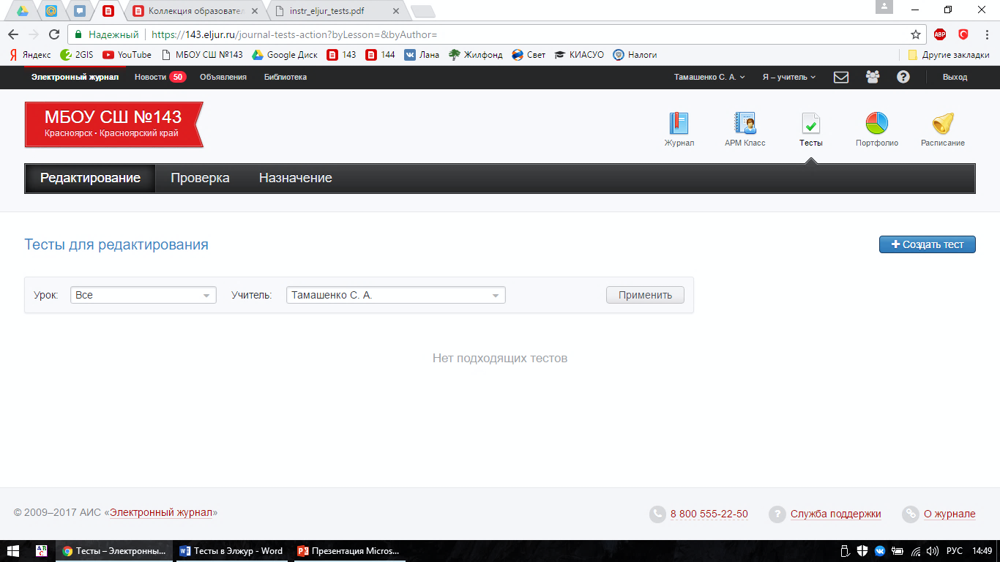 Коллекция образовател
instr_eljur_tests.pdf
Надежный
https://143.eljur.ru/journal-tests-action?byLesson=&byAuthor=
ABP
Яндекс
2GIS
YouTube
МБОУ СШ №143
Google Диск
143
144
Лана
Жилфонд
Свет
КИАСУО
Налоги
Другие закладки
Электронный журнал
Новости 50
Объявления
Библиотека
Тамашенко С. А.
Я – учитель
Выход
МБОУ СШ №143
Красноярск · Красноярский край
Журнал
АРМ Класс
Тесты
Портфолио
Расписание
Редактирование
Проверка
Назначение
Тесты для редактирования
Создать тест
Урок: Все
Учитель: Тамашенко С. А.
Применить
Нет подходящих тестов
© 2009–2017 АИС «Электронный журнал»
8 800 555-22-50
Служба поддержки
О журнале
Тесты – Электронны...
Тесты в Элжур - Word
Презентация Micros...
РУС
14:49